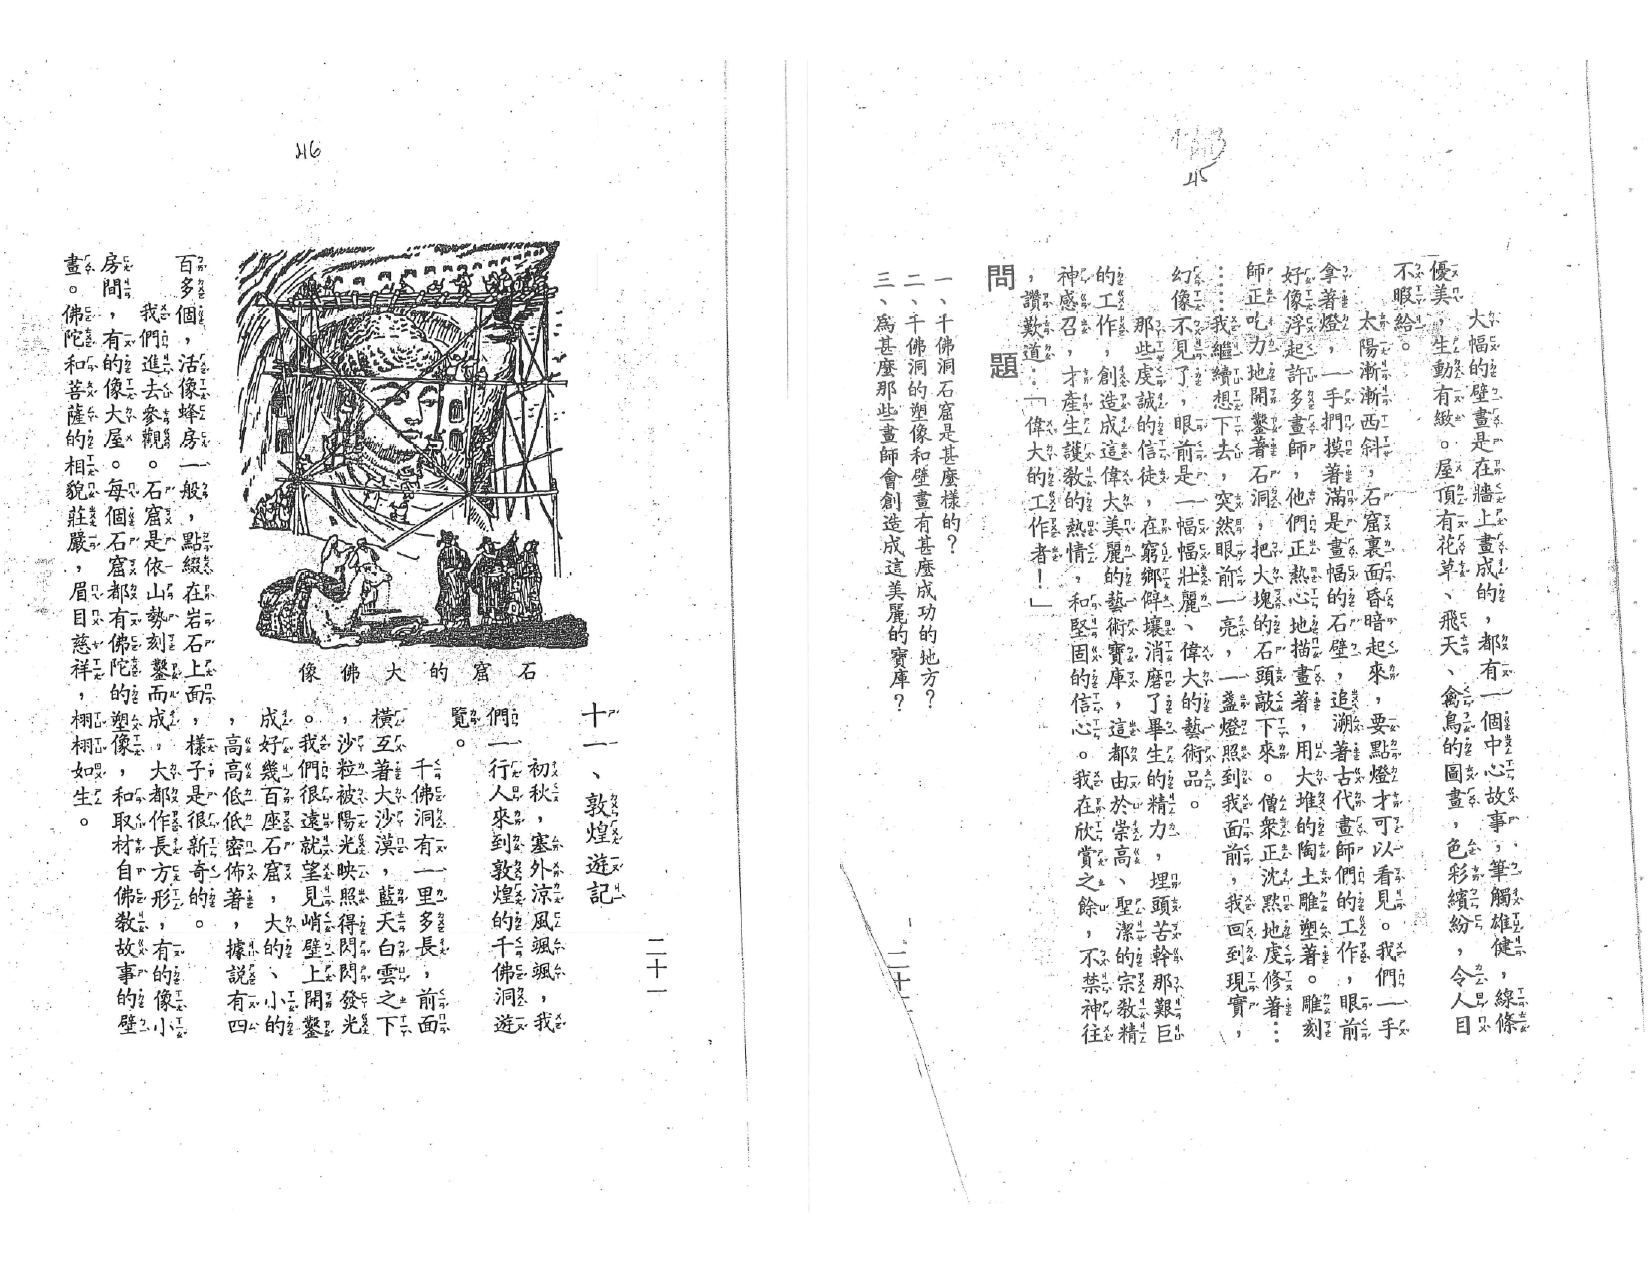 46
二十一
十一、敦煌遊記
初秋，塞外涼風颯颯，我
們一行人來到敦煌的千佛洞遊
覽。
千佛洞有一里多長，前面
橫亙著大沙漠，藍天白雲之下
，沙粒被陽光映照得閃閃發光
。我們很遠就望見峭壁上開鑿
成好幾百座石窟，大的、小的
，高高低低密佈著，據說有四
石窟的大佛像
百多個，活像蜂房一般，點綴在岩石上面，樣子是很新奇的。
我們進去參觀。石窟是依山勢刻鑿而成，大都作長方形，有的像小
房間，有的像大屋。每個石窟都有佛陀的塑像，和取材自佛教故事的壁
畫。佛陀和菩薩的相貌莊嚴，眉目慈祥，栩栩如生。
45
大幅的壁畫是在牆上畫成的，都有一個中心故事，筆觸雄健，線條
優美，生動有緻。屋頂有花草、飛天、禽鳥的圖畫，色彩繽紛，令人目
不暇給。
太陽漸漸西斜，石窟裏面昏暗起來，要點燈才可以看見。我們一手
拿著燈，一手捫摸著滿是畫幅的石壁，追溯著古代畫師們的工作，眼前
好像浮起許多畫師，他們正熱心地描畫著，用大堆的陶土雕塑著。雕刻
師正吃力地開鑿著石洞，把大塊的石頭敲下來。僧衆正沈默地虔修著…
…我繼續想下去，突然眼前一亮，一盞燈照到我面前，我回到現實，
幻像不見了，眼前是一幅幅壯麗、偉大的藝術品。
那些虔誠的信徒，在窮鄉僻壤消磨了畢生的精力，埋頭苦幹那艱巨
的工作，創造成這偉大美麗的藝術寶庫，這都由於崇高、聖潔的宗教精
神感召，才產生護教的熱情，和堅固的信心。我在欣賞之餘，不禁神往
，讚歎道：「偉大的工作者！」
問題
一、千佛洞石窟是甚麼樣的？
二、千佛洞的塑像和壁畫有甚麼成功的地方？
三、爲甚麼那些畫師會創造成這美麗的寶庫？
二十二